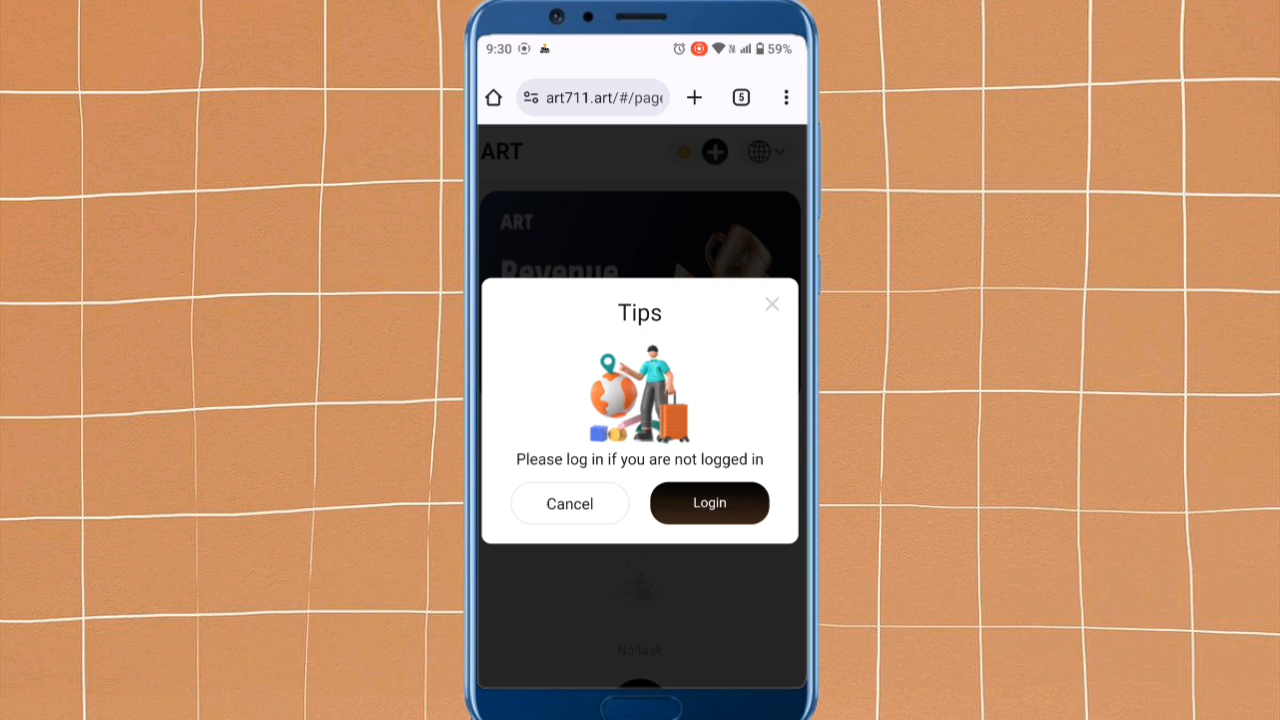 9:30
59%
art711.art/#/page
5
ART
ART
Revenue
Tips
Please log in if you are not logged in
Cancel
Login
No task